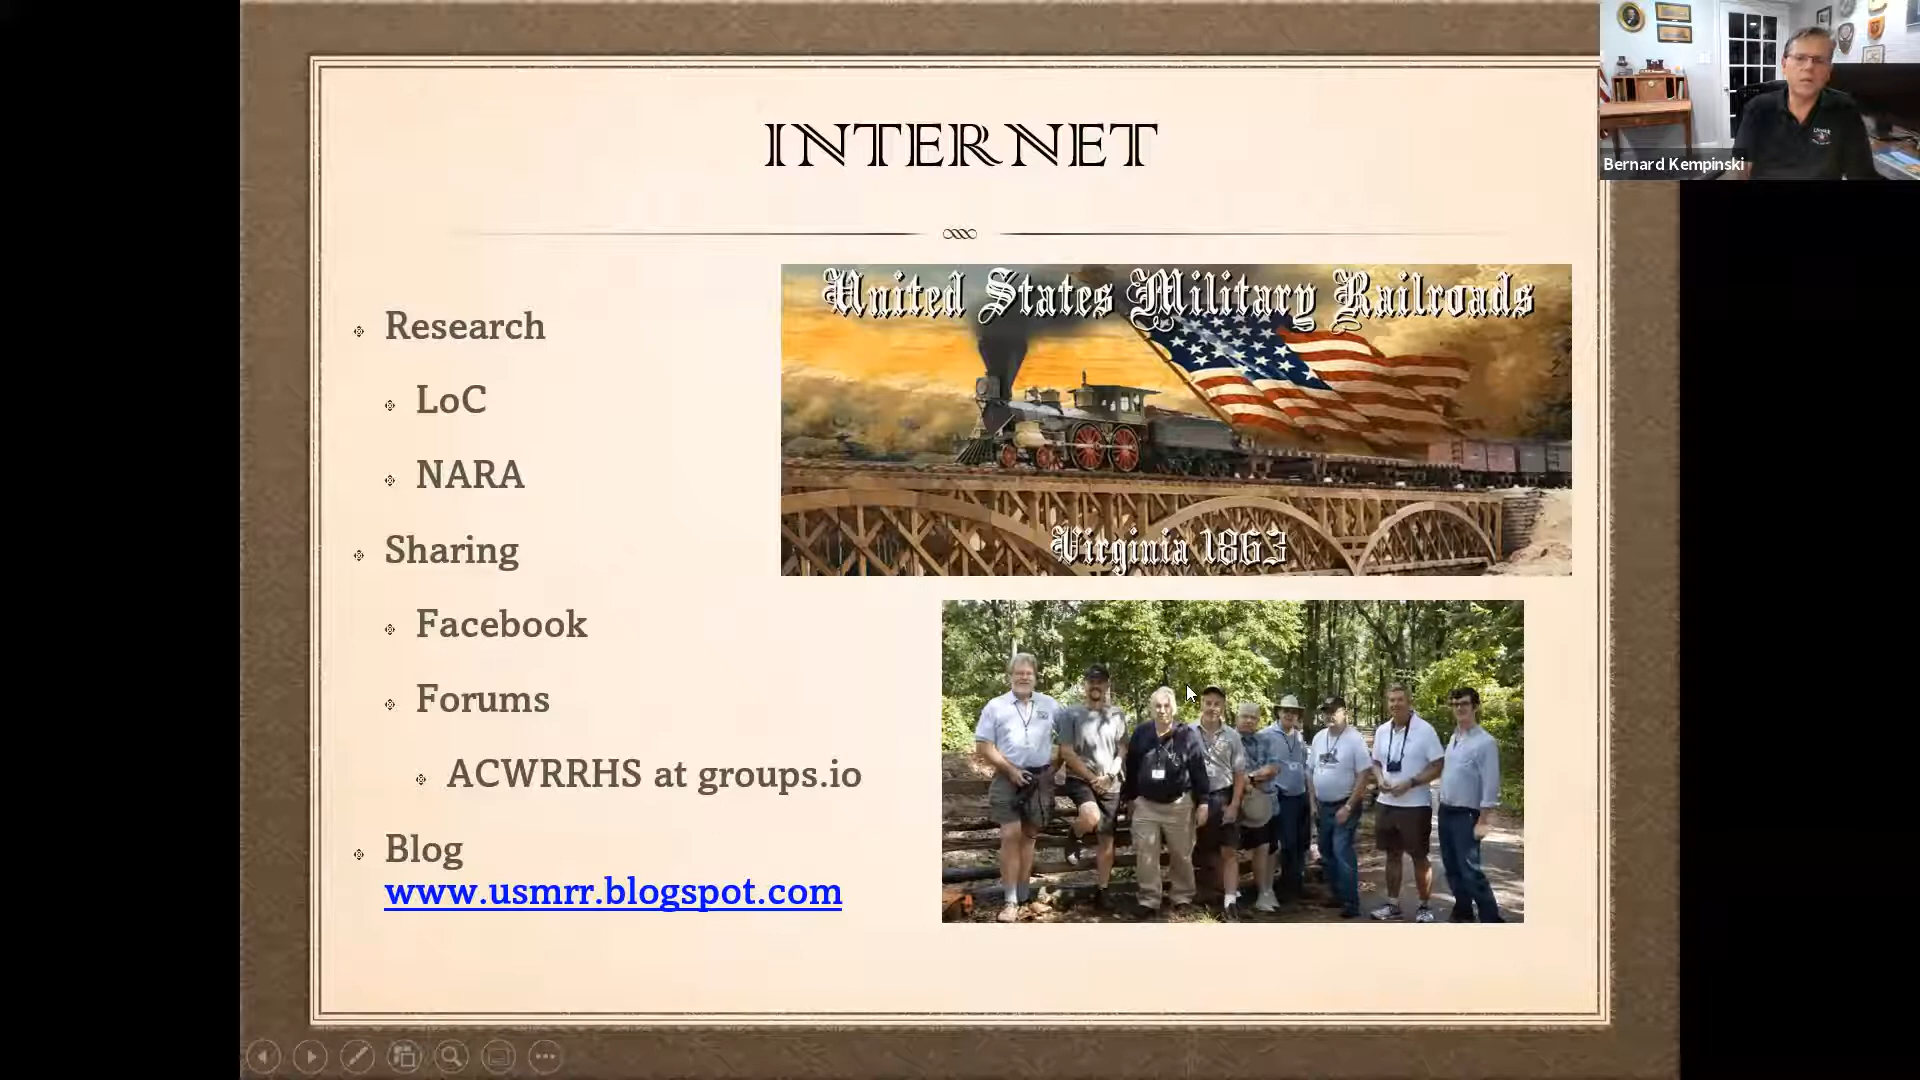 INTERNET
Research
LoC
NARA
Sharing
Facebook
Forums
ACWRRHS at groups.io
Blog
www.usmrr.blogspot.com
United States Military Railroads
Virginia 1863
Bernard Kempinski